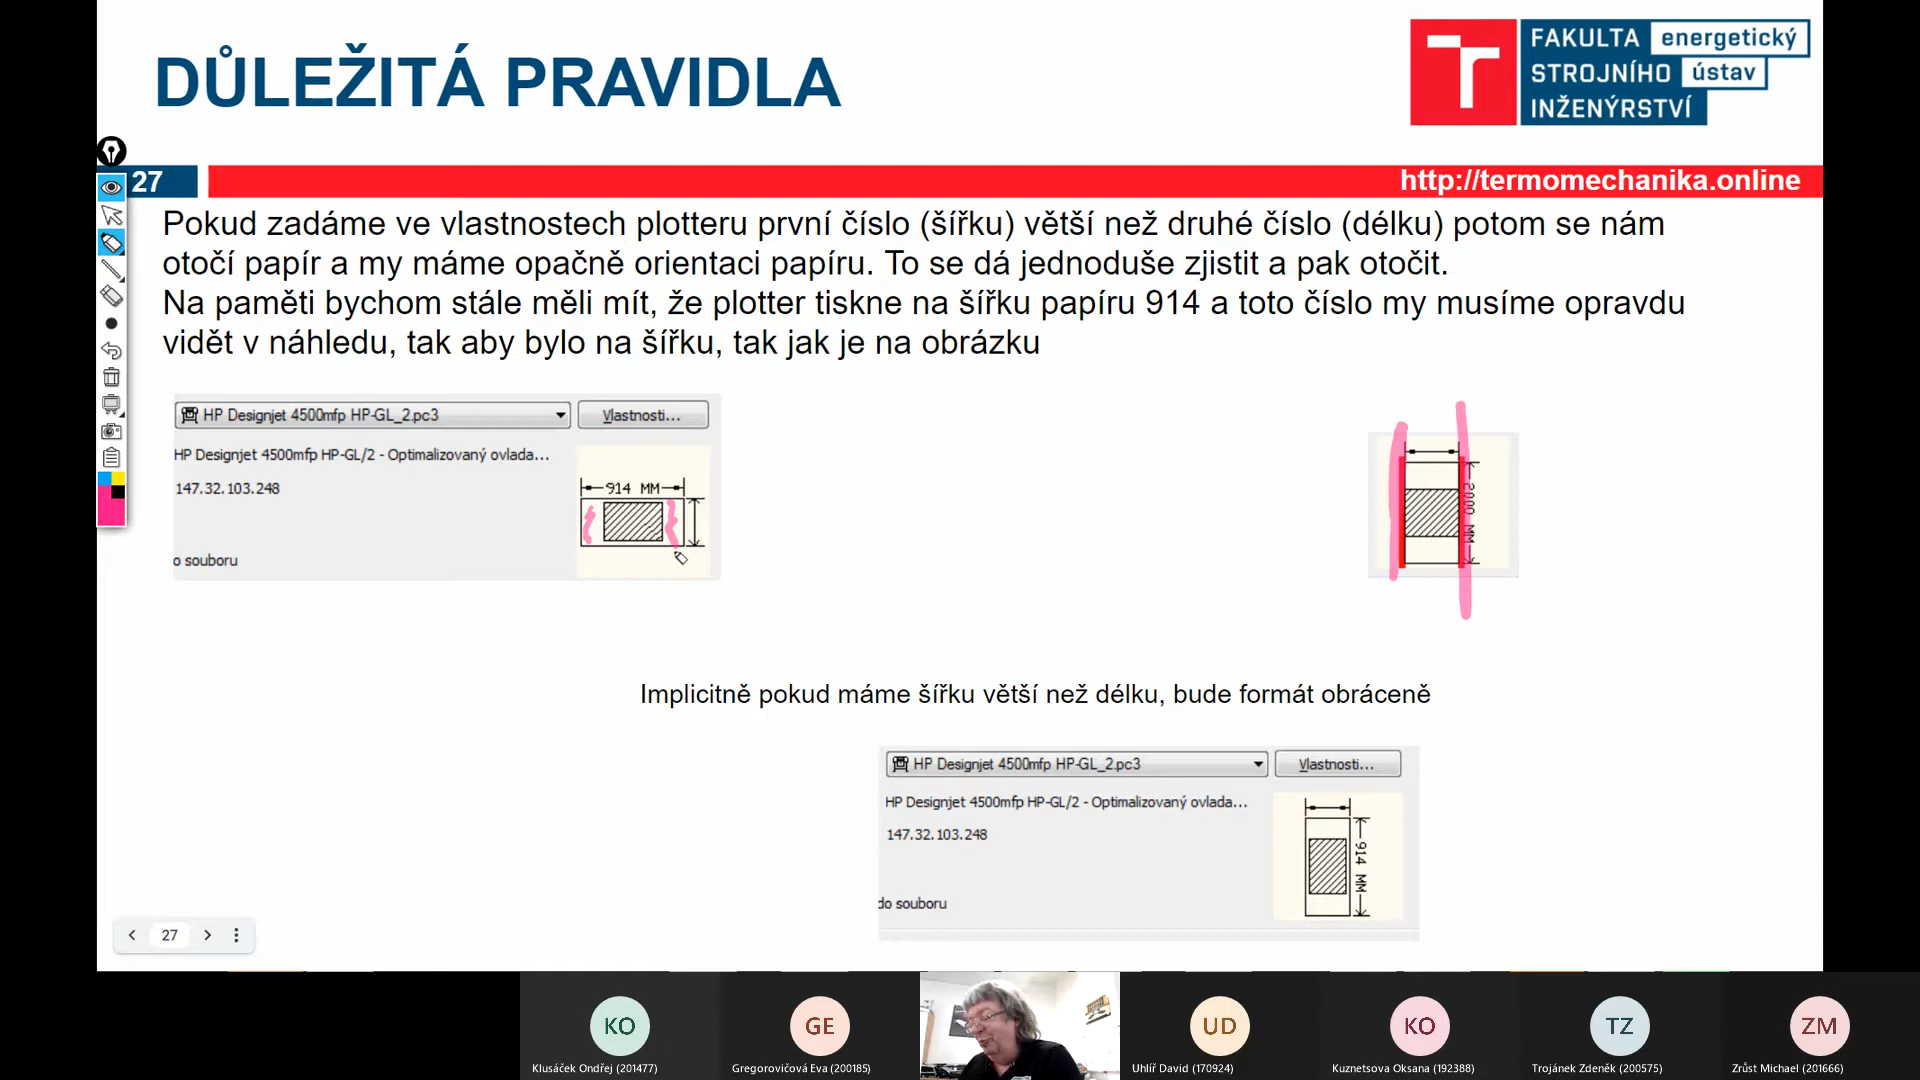 DŮLEŽITÁ PRAVIDLA
FAKULTA energetický
STROJNÍHO ústav
INŽENÝRSTVÍ
27
http://termomechanika.online
Pokud zadáme ve vlastnostech plotteru první číslo (šířku) větší než druhé číslo (délku) potom se nám
otočí papír a my máme opačně orientaci papíru. To se dá jednoduše zjistit a pak otočit.
Na paměti bychom stále měli mít, že plotter tiskne na šířku papíru 914 a toto číslo my musíme opravdu
vidět v náhledu, tak aby bylo na šířku, tak jak je na obrázku
HP Designjet 4500mfp HP-GL_2.pc3
Vlastnosti...
HP Designjet 4500mfp HP-GL/2 - Optimalizovaný ovlada...
147.32.103.248
914 MM
o souboru
2000 MM
Implicitně pokud máme šířku větší než délku, bude formát obráceně
HP Designjet 4500mfp HP-GL_2.pc3
Vlastnosti...
HP Designjet 4500mfp HP-GL/2 - Optimalizovaný ovlada...
147.32.103.248
914 MM
do souboru
27
KO
GE
UD
KO
TZ
ZM
Klusáček Ondřej (201477)
Gregorovičová Eva (200185)
Uhlíř David (170924)
Kuznetsova Oksana (192388)
Trojánek Zdeněk (200575)
Zrůst Michael (201666)